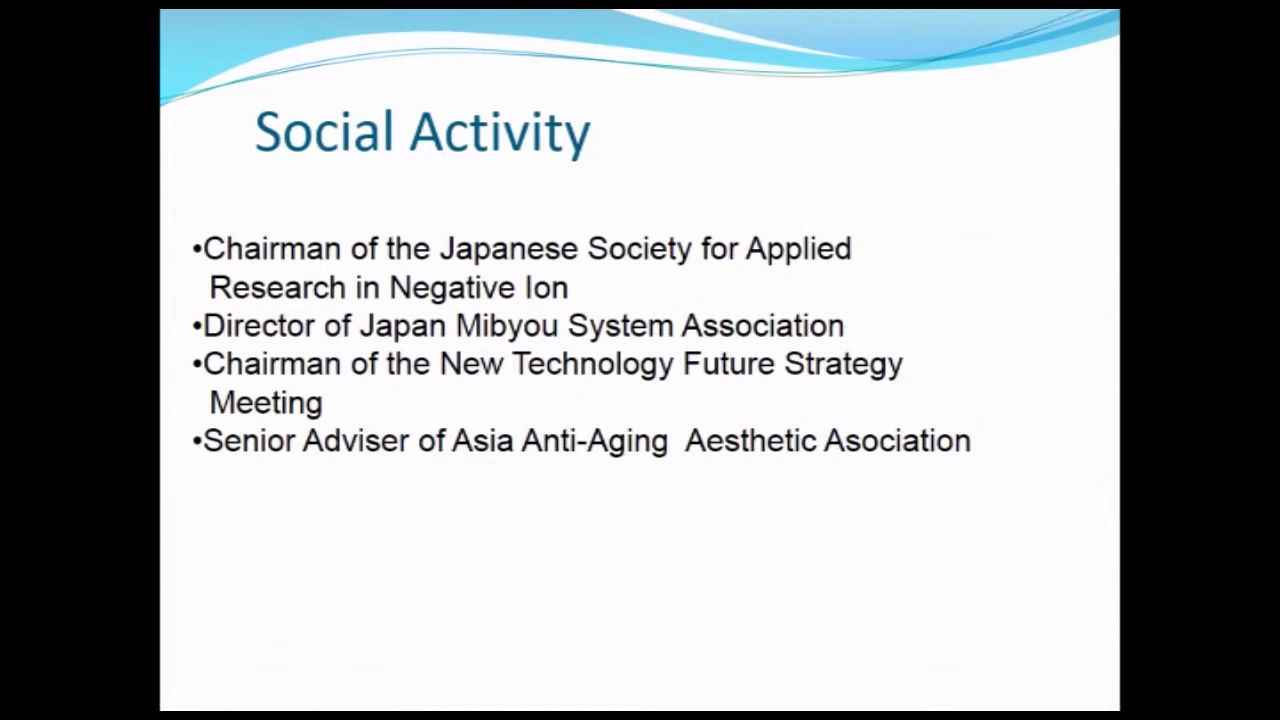 Social Activity
•Chairman of the Japanese Society for Applied
Research in Negative Ion
•Director of Japan Mibyou System Association
•Chairman of the New Technology Future Strategy
Meeting
•Senior Adviser of Asia Anti-Aging  Aesthetic Asociation